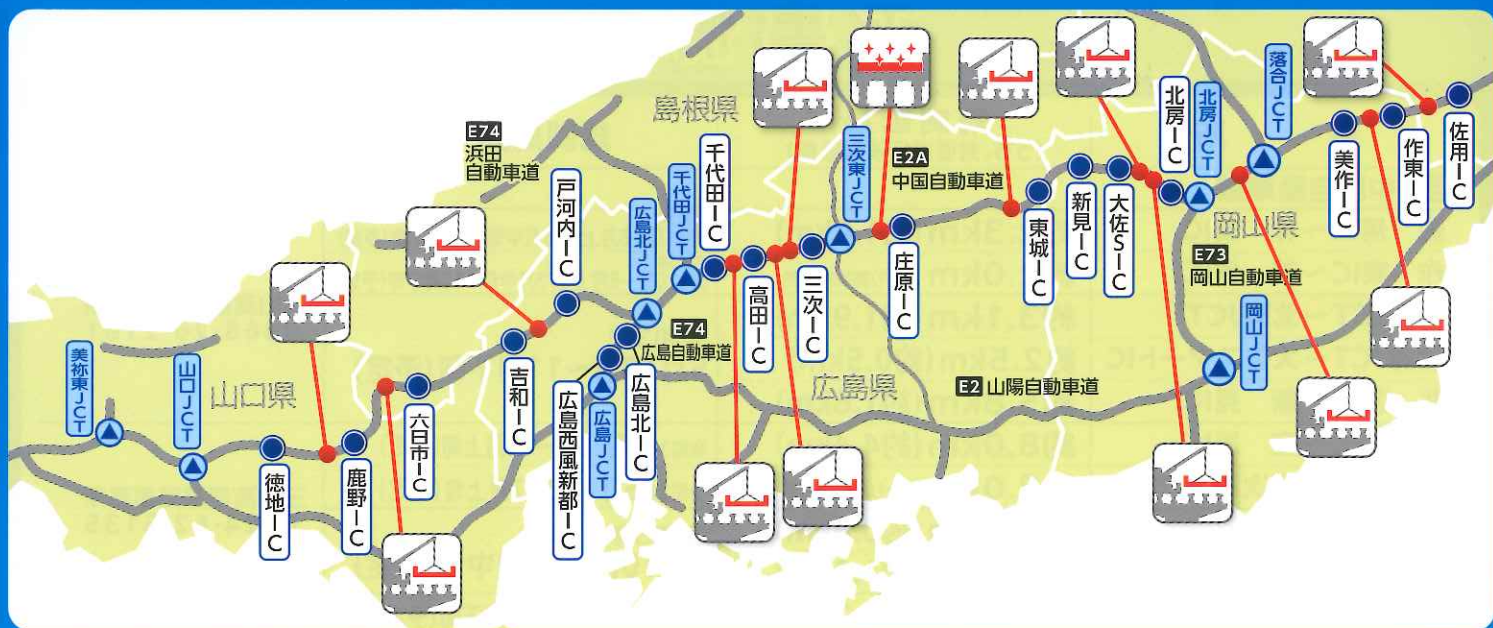 島根県
E74
浜田
自動車道
戸河内IC
広島北JCT
千代田JCT
千代田IC
三次東JCT
E2A
中国自動車道
北房IC
北房JCT
落合JCT
美作IC
作東IC
佐用IC
高田IC
三次IC
庄原IC
東城IC
新見IC
大佐SIC
岡山県
E73
岡山自動車道
岡山JCT
美祢東JCT
山口JCT
山口県
徳地IC
鹿野IC
六日市IC
吉和IC
E74
広島自動車道
広島西風新都IC
広島JCT
広島北IC
広島県
E2 山陽自動車道